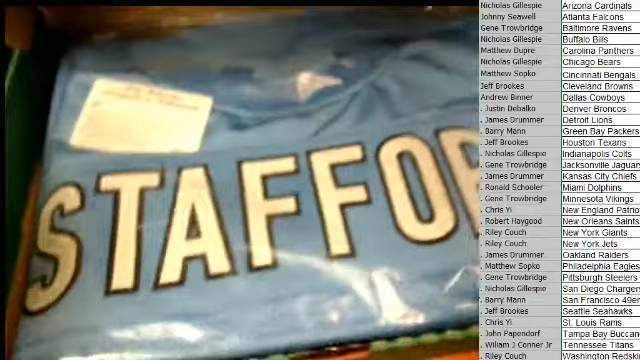 STAFFO
Nicholas Gillespie Arizona Cardinals
Johnny Seawell Atlanta Falcons
Gene Trowbridge Baltimore Ravens
Nicholas Gillespie Buffalo Bills
Matthew Dupre Carolina Panthers
Nicholas Gillespie Chicago Bears
Matthew Sopko Cincinnati Bengals
Jeff Brookes Cleveland Browns
Andrew Binner Dallas Cowboys
. Justin Debalko Denver Broncos
. James Drummer Detroit Lions
. Barry Mann Green Bay Packers
. Jeff Brookes Houston Texans
. Nicholas Gillespie Indianapolis Colts
. Gene Trowbridge Jacksonville Jaguars
. James Drummer Kansas City Chiefs
. Ronald Schooler Miami Dolphins
. Gene Trowbridge Minnesota Vikings
. Chris Yi New England Patrio
. Robert Haygood New Orleans Saints
. Riley Couch New York Giants
. Riley Couch New York Jets
. James Drummer Oakland Raiders
. Matthew Sopko Philadelphia Eagles
. Gene Trowbridge Pittsburgh Steelers
. Nicholas Gillespie San Diego Charger
. Barry Mann San Francisco 49er
. Jeff Brookes Seattle Seahawks
. Chris Yi St. Louis Rams
. John Papendorf Tampa Bay Buccan
. Wiliam J Conner Jr Tennessee Titans
. Riley Couch Washington Redski